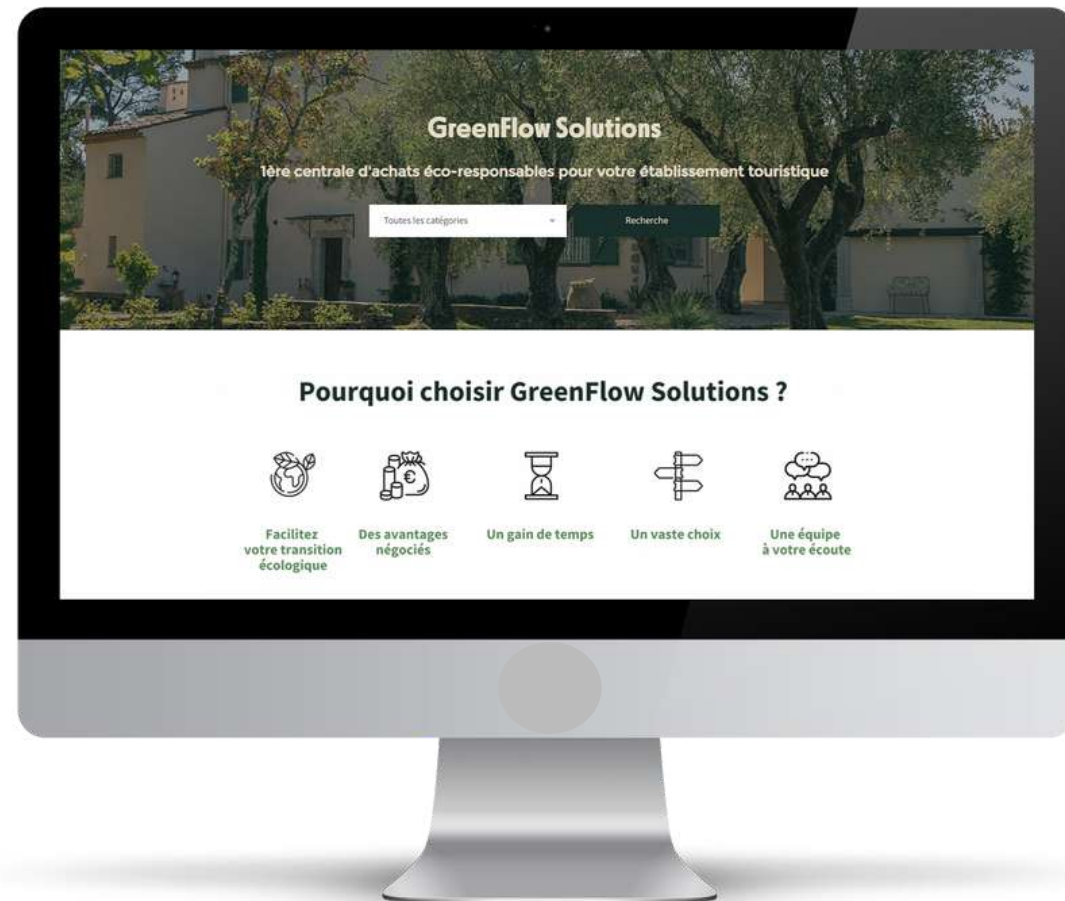 GreenFlow Solutions
1ère centrale d'achats éco-responsables pour votre établissement touristique
Toutes les catégories
Recherche
Pourquoi choisir GreenFlow Solutions ?
Facilitez
votre transition
écologique
Des avantages
négociés
Un gain de temps
Un vaste choix
Une équipe
à votre écoute
€